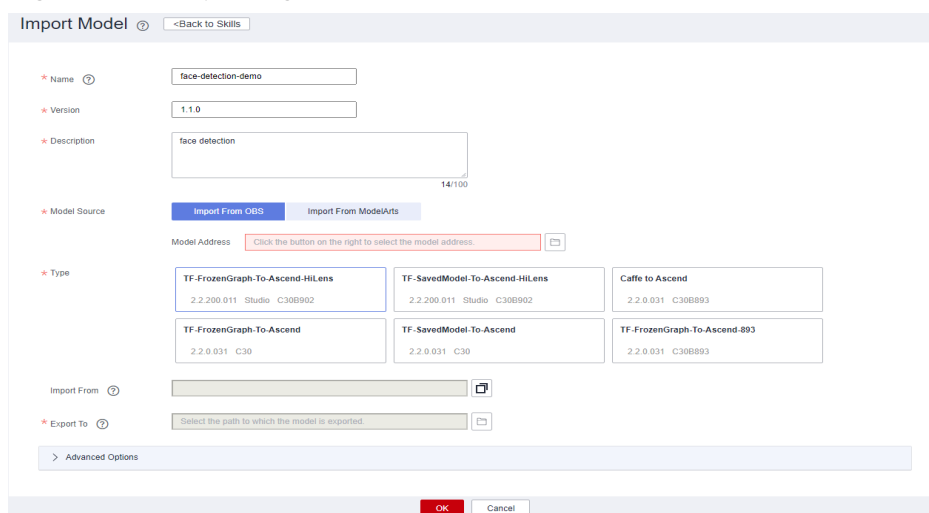 Import Model ? <Back to Skills
* Name ? face-detection-demo
* Version 1.1.0
* Description face detection
14/100
* Model Source Import From OBS Import From ModelArts
Model Address Click the button on the right to select the model address.
* Type TF-FrozenGraph-To-Ascend-HiLens TF-SavedModel-To-Ascend-HiLens Caffe to Ascend
2.2.200.011 Studio C30B902 2.2.200.011 Studio C30B902 2.2.0.031 C30B893
TF-FrozenGraph-To-Ascend TF-SavedModel-To-Ascend TF-FrozenGraph-To-Ascend-893
2.2.0.031 C30 2.2.0.031 C30 2.2.0.031 C30B893
Import From ?
* Export To ? Select the path to which the model is exported.
> Advanced Options
OK Cancel